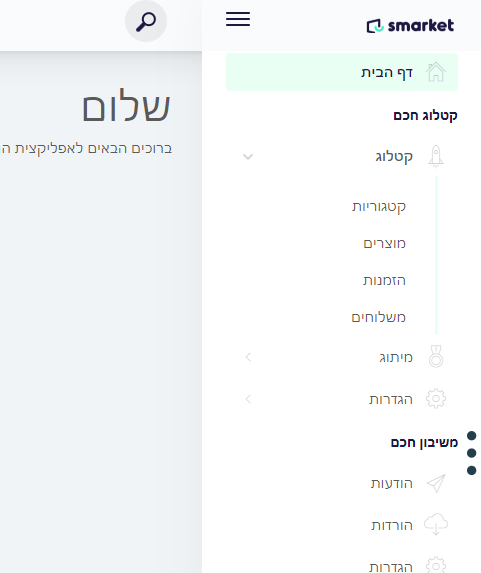 smarket
דף הבית
קטלוג חכם
קטלוג
קטגוריות
מוצרים
הזמנות
משלוחים
מיתוג
הגדרות
משיבון חכם
הודעות
הורדות
הגדרות
שלום
ברוכים הבאים לאפליקצית